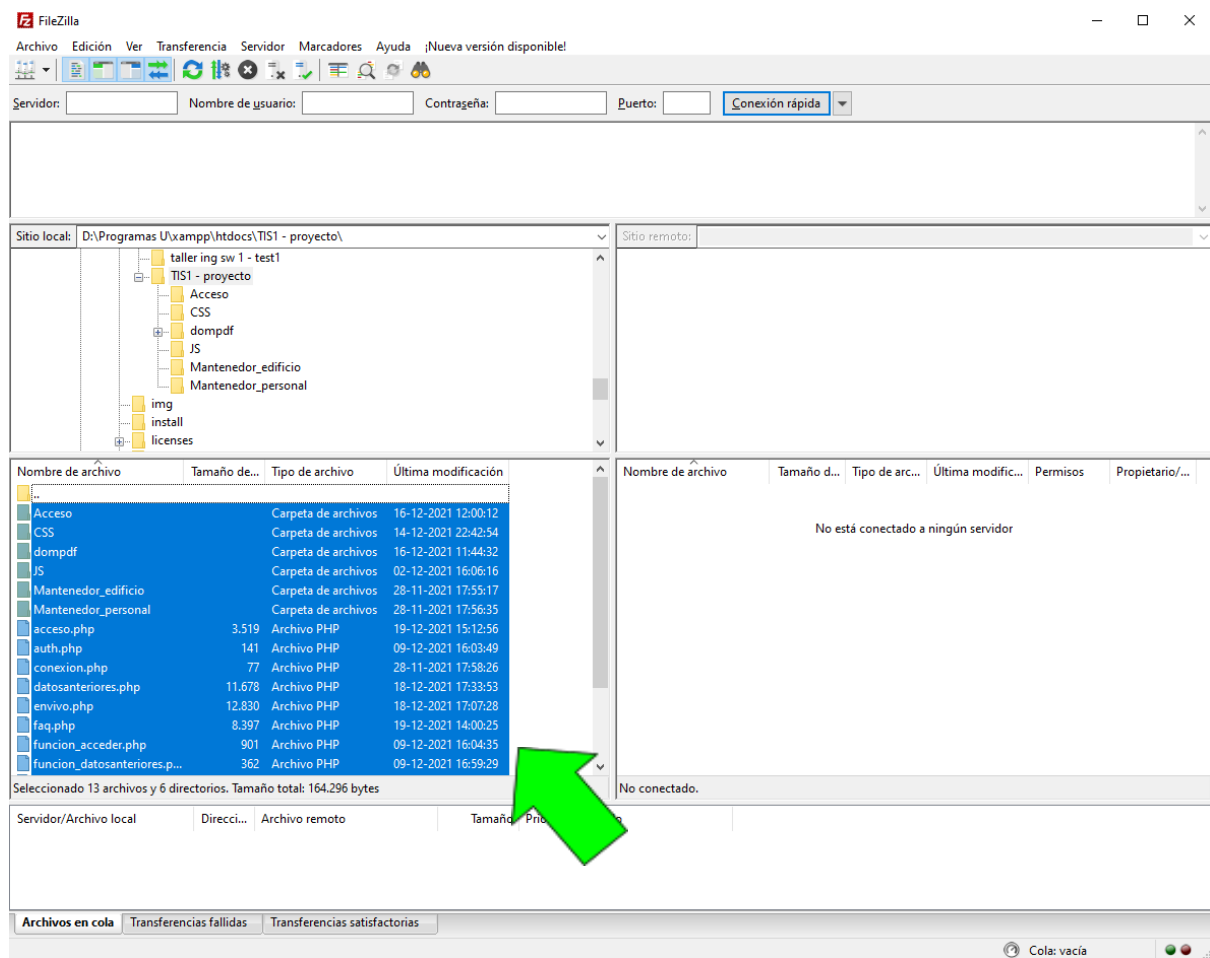 FileZilla
Archivo Edición Ver Transferencia Servidor Marcadores Ayuda ¡Nueva versión disponible!
Servidor: Nombre de usuario: Contraseña: Puerto: Conexión rápida
Sitio local: D:\Programas U\xampp\htdocs\TIS1 - proyecto\ Sitio remoto:
taller ing sw 1 - test1
TIS1 - proyecto
Acceso
CSS
dompdf
JS
Mantenedor_edificio
Mantenedor_personal
img
install
licenses
Nombre de archivo Tamaño de... Tipo de archivo Última modificación Nombre de archivo Tamaño d... Tipo de arc... Última modific... Permisos Propietario/...
..
Acceso Carpeta de archivos 16-12-2021 12:00:12
CSS Carpeta de archivos 14-12-2021 22:42:54 No está conectado a ningún servidor
dompdf Carpeta de archivos 16-12-2021 11:44:32
JS Carpeta de archivos 02-12-2021 16:06:16
Mantenedor_edificio Carpeta de archivos 28-11-2021 17:55:17
Mantenedor_personal Carpeta de archivos 28-11-2021 17:56:35
acceso.php 3.519 Archivo PHP 19-12-2021 15:12:56
auth.php 141 Archivo PHP 09-12-2021 16:03:49
conexion.php 77 Archivo PHP 28-11-2021 17:58:26
datosanteriores.php 11.678 Archivo PHP 18-12-2021 17:33:53
envivo.php 12.830 Archivo PHP 18-12-2021 17:07:28
faq.php 8.397 Archivo PHP 19-12-2021 14:00:25
funcion_acceder.php 901 Archivo PHP 09-12-2021 16:04:35
funcion_datosanteriores.p... 362 Archivo PHP 09-12-2021 16:59:29
Seleccionado 13 archivos y 6 directorios. Tamaño total: 164.296 bytes No conectado.
Servidor/Archivo local Direcci... Archivo remoto Tamaño
Archivos en cola Transferencias fallidas Transferencias satisfactorias
Cola: vacía